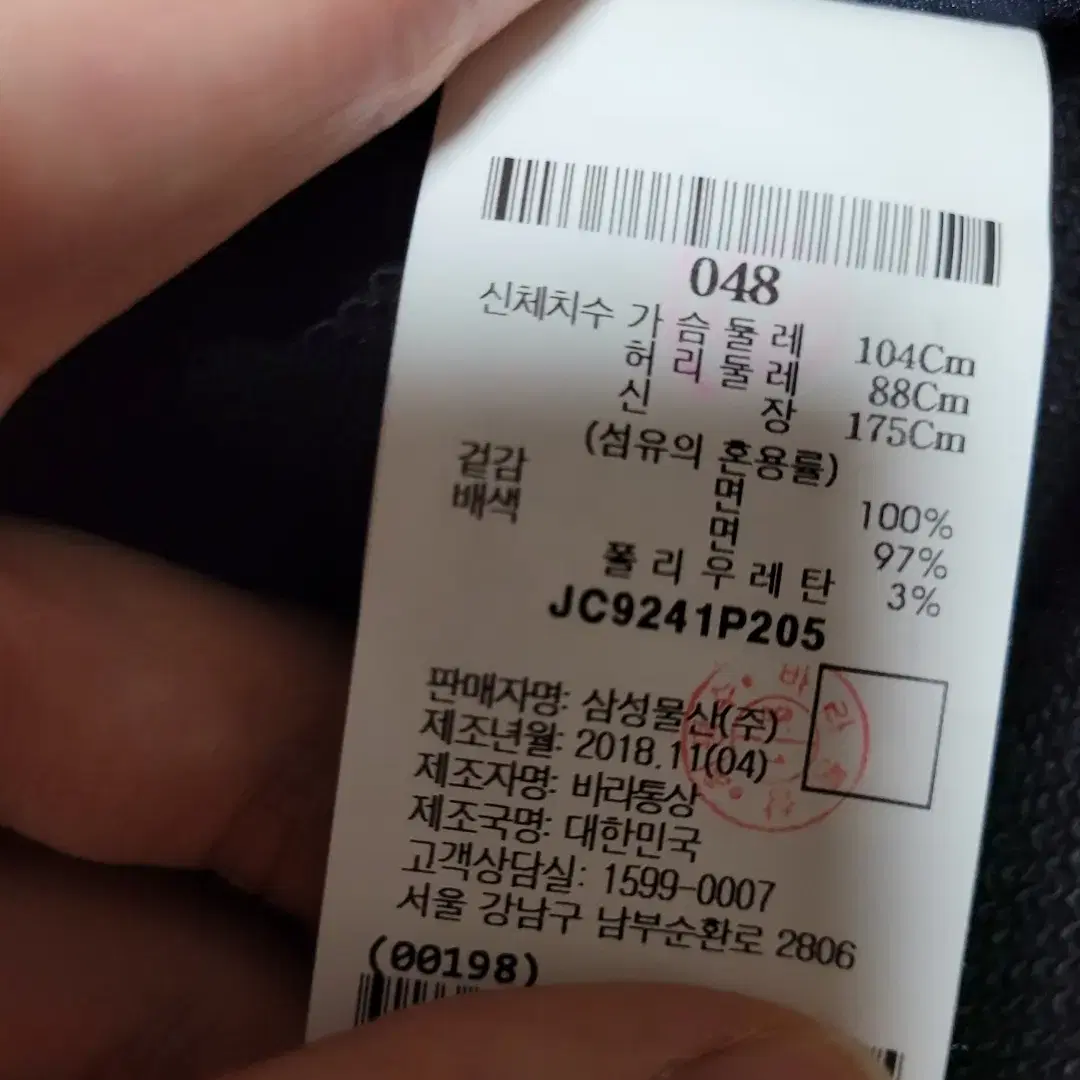 048
신체치수 가슴둘레 104Cm
허리둘레 88Cm
신장 175Cm
(섬유의 혼용률)
겉감 면 100%
배색 면 97%
폴리우레탄 3%
JC9241P205
판매자명: 삼성물산(주)
제조년월: 2018.11(04)
제조자명: 바라통상
제조국명: 대한민국
고객상담실: 1599-0007
서울 강남구 남부순환로 2806
(00198)